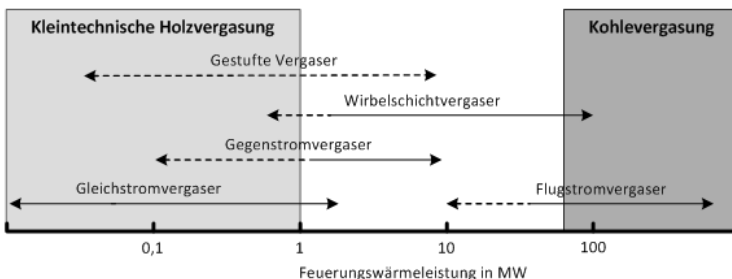 Kleintechnische Holzvergasung
Kohlevergasung
Gestufte Vergaser
Wirbelschichtvergaser
Gegenstromvergaser
Gleichstromvergaser
Flugstromvergaser
0,1 1 10 100
Feuerungswärmeleistung in MW